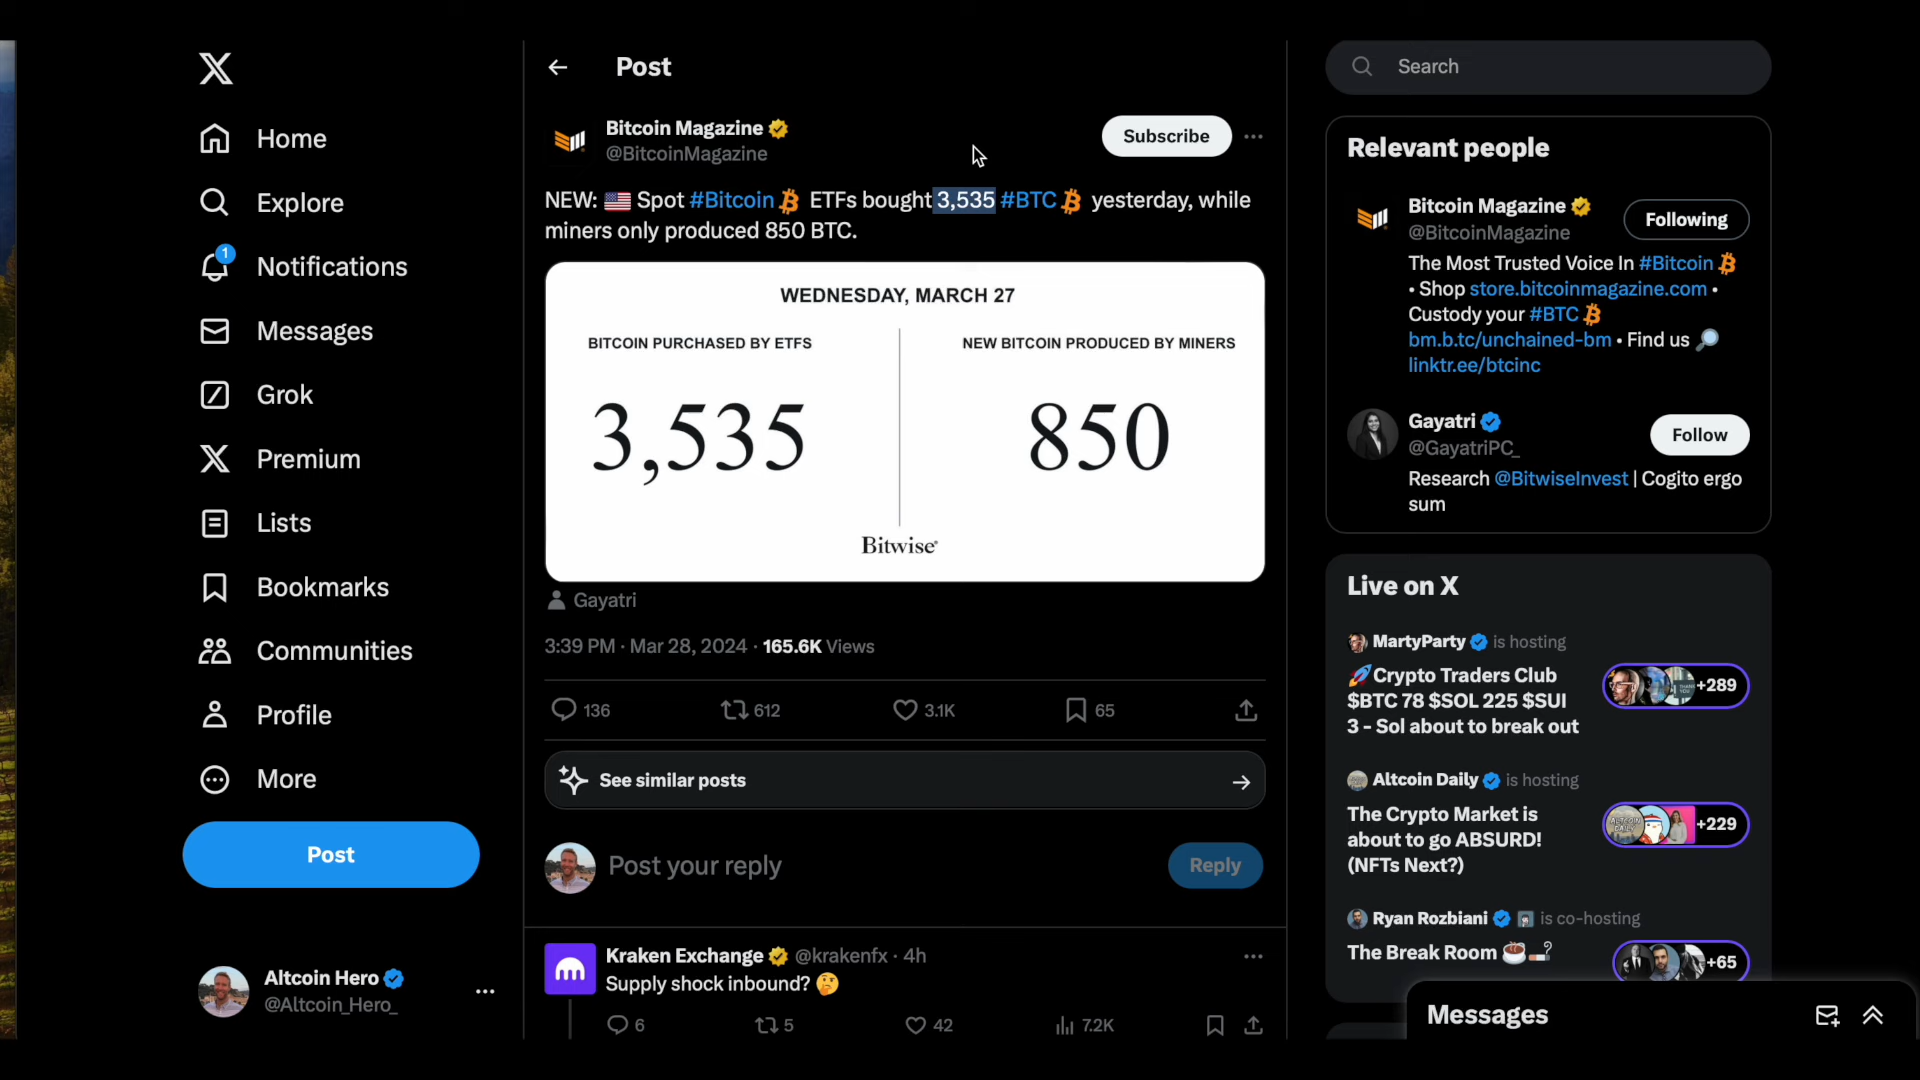 Home
Explore
1
Notifications
Messages
Grok
Premium
Lists
Bookmarks
Communities
Profile
More
Post
Altcoin Hero
@Altcoin_Hero_
Post
Bitcoin Magazine
@BitcoinMagazine
Subscribe
NEW: 🇺🇸 Spot #Bitcoin ETFs bought 3,535 #BTC yesterday, while
miners only produced 850 BTC.
WEDNESDAY, MARCH 27
BITCOIN PURCHASED BY ETFS
3,535
NEW BITCOIN PRODUCED BY MINERS
850
Bitwise®
Gayatri
3:39 PM · Mar 28, 2024 · 165.6K Views
136 612 3.1K 65
See similar posts
Post your reply
Reply
Kraken Exchange @krakenfx · 4h
Supply shock inbound? 🤔
6 5 42 7.2K
Search
Relevant people
Bitcoin Magazine
@BitcoinMagazine
Following
The Most Trusted Voice In #Bitcoin
• Shop store.bitcoinmagazine.com •
Custody your #BTC
bm.b.tc/unchained-bm • Find us 🔎
linktr.ee/btcinc
Gayatri
@GayatriPC_
Follow
Research @BitwiseInvest | Cogito ergo
sum
Live on X
MartyParty is hosting
🚀Crypto Traders Club
$BTC 78 $SOL 225 $SUI
3 - Sol about to break out
+289
Altcoin Daily is hosting
The Crypto Market is
about to go ABSURD!
(NFTs Next?)
+229
Ryan Rozbiani is co-hosting
The Break Room ☕🚬
+65
Messages